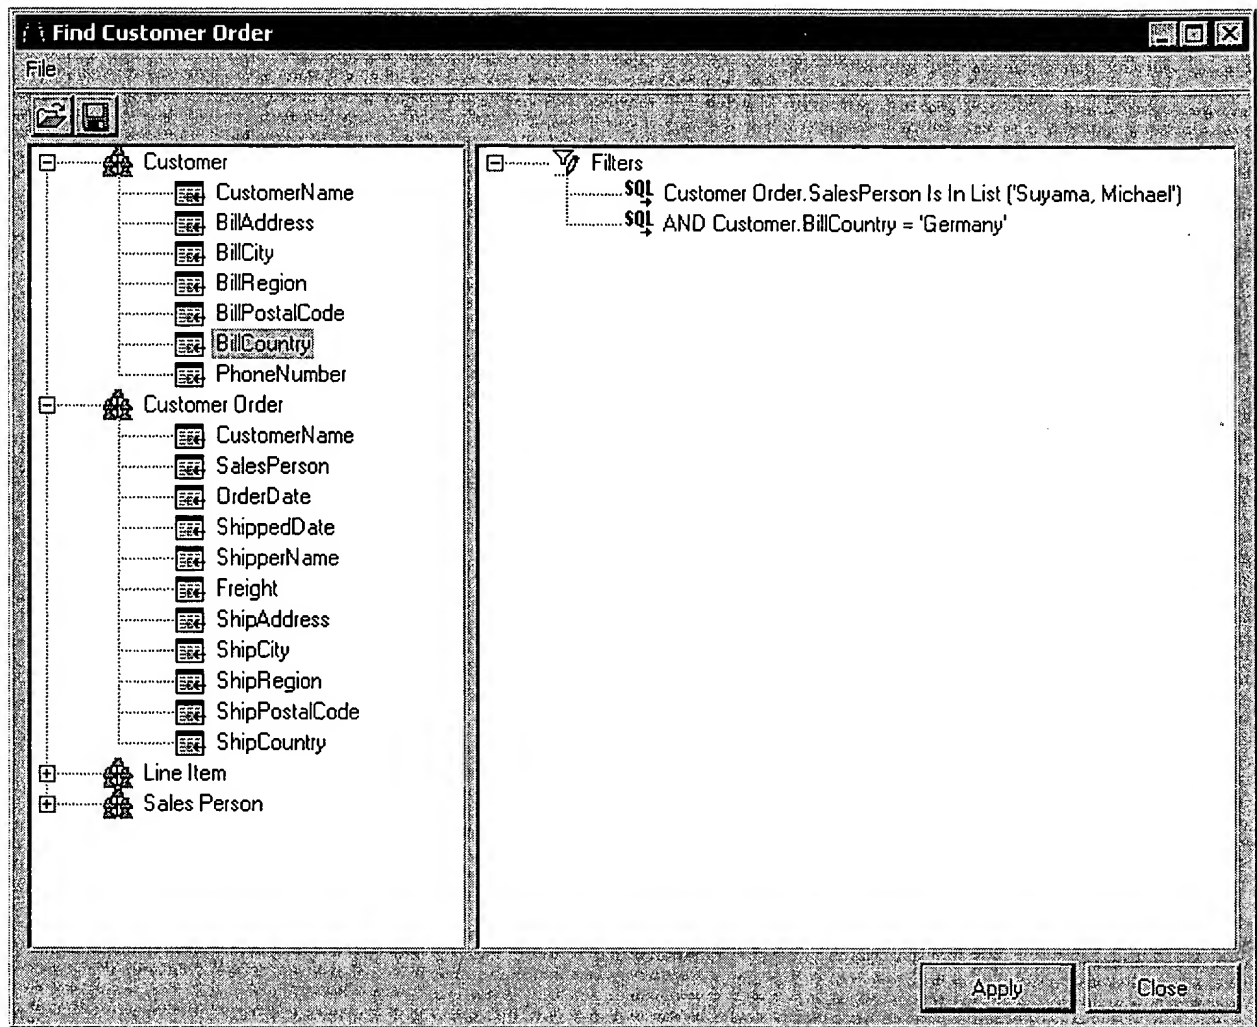 Find Customer Order
File
Customer
CustomerName
BillAddress
BillCity
BillRegion
BillPostalCode
BillCountry
PhoneNumber
Customer Order
CustomerName
SalesPerson
OrderDate
ShippedDate
ShipperName
Freight
ShipAddress
ShipCity
ShipRegion
ShipPostalCode
ShipCountry
Line Item
Sales Person
Filters
SQL Customer Order.SalesPerson Is In List ('Suyama, Michael')
SQL AND Customer.BillCountry = 'Germany'
Apply
Close